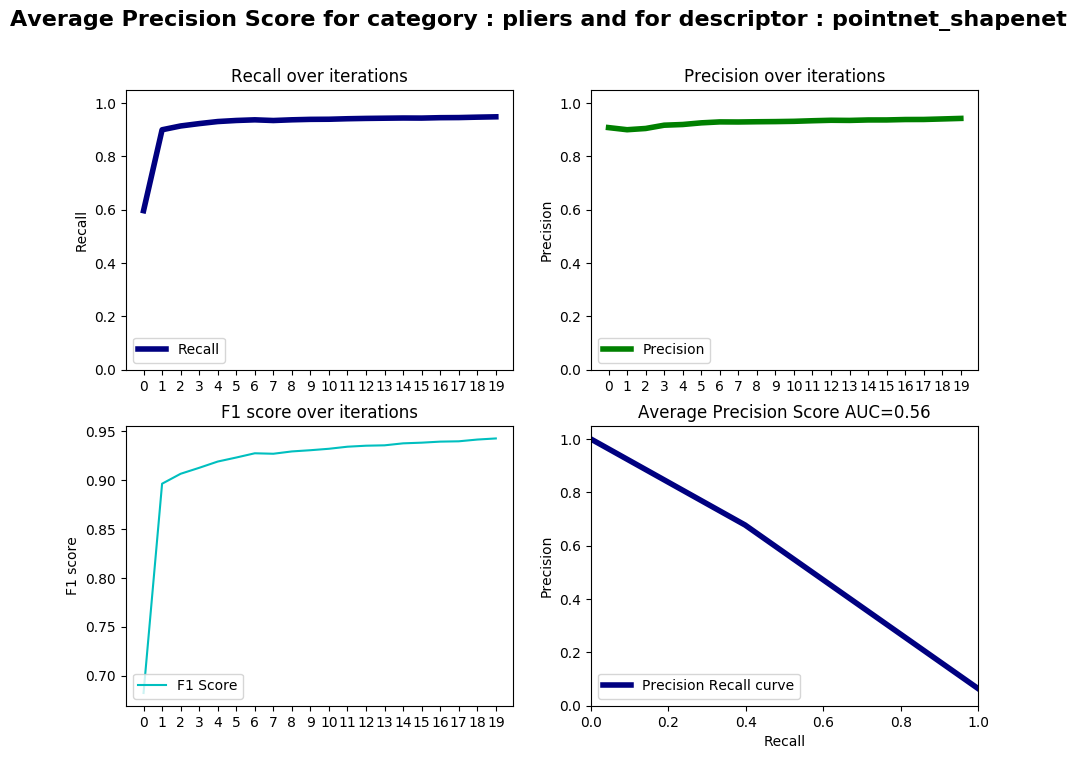 Average Precision Score for category : pliers and for descriptor : pointnet_shapenet
Recall over iterations
Recall
1.0
0.8
0.6
0.4
0.2
0.0
Recall
0 1 2 3 4 5 6 7 8 9 10 11 12 13 14 15 16 17 18 19
Precision over iterations
Precision
1.0
0.8
0.6
0.4
0.2
0.0
Precision
0 1 2 3 4 5 6 7 8 9 10 11 12 13 14 15 16 17 18 19
F1 score over iterations
F1 score
0.95
0.90
0.85
0.80
0.75
0.70
F1 Score
0 1 2 3 4 5 6 7 8 9 10 11 12 13 14 15 16 17 18 19
Average Precision Score AUC=0.56
Precision
1.0
0.8
0.6
0.4
0.2
0.0
Precision Recall curve
0.0 0.2 0.4 0.6 0.8 1.0
Recall